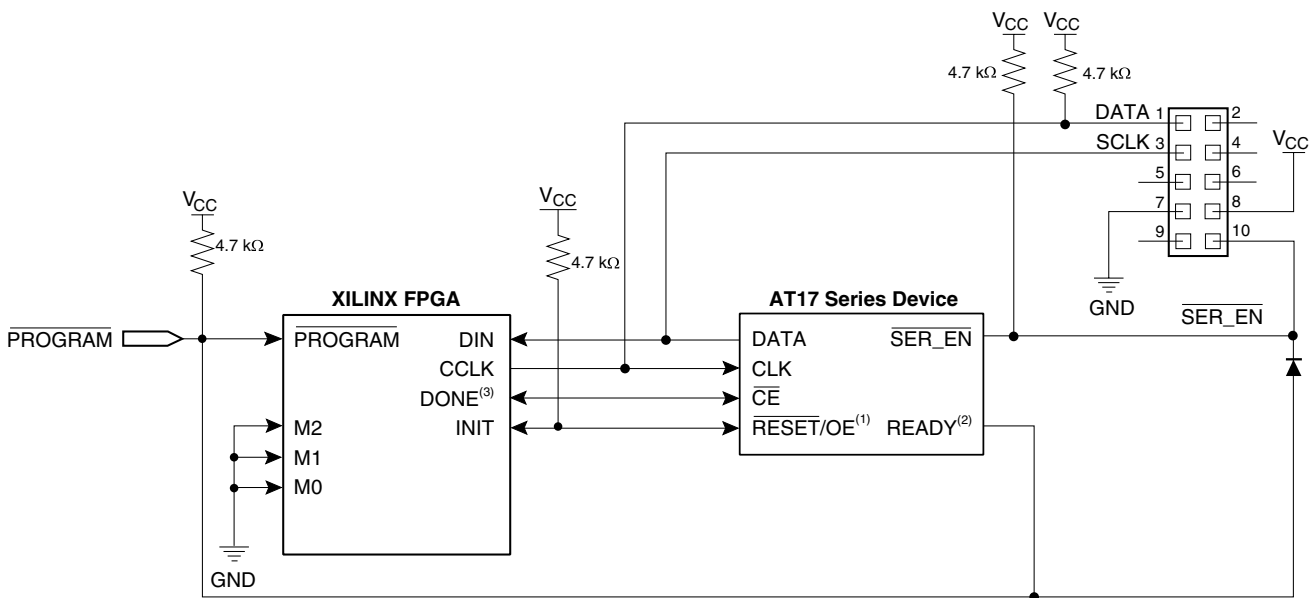 VCC VCC
4.7 kΩ 4.7 kΩ
DATA 1 2
SCLK 3 4
VCC
5 6
7 8
9 10
GND
SER_EN
VCC
4.7 kΩ
VCC
4.7 kΩ
XILINX FPGA
AT17 Series Device
PROGRAM
PROGRAM
DIN
CCLK
DONE(3)
INIT
M2
M1
M0
GND
DATA
CLK
CE
RESET/OE(1)
SER_EN
READY(2)